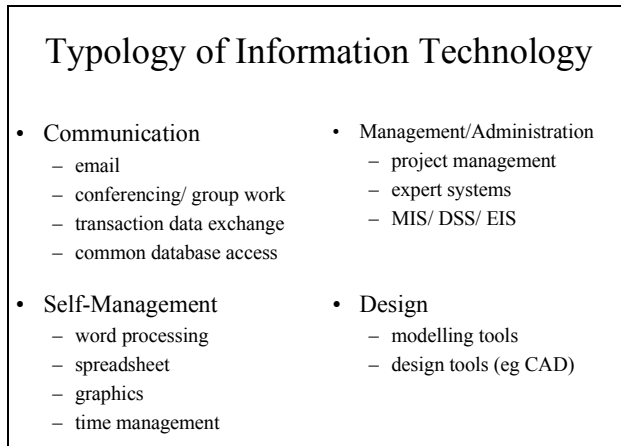 Typology of Information Technology
• Communication
– email
– conferencing/ group work
– transaction data exchange
– common database access
• Management/Administration
– project management
– expert systems
– MIS/ DSS/ EIS
• Self-Management
– word processing
– spreadsheet
– graphics
– time management
• Design
– modelling tools
– design tools (eg CAD)